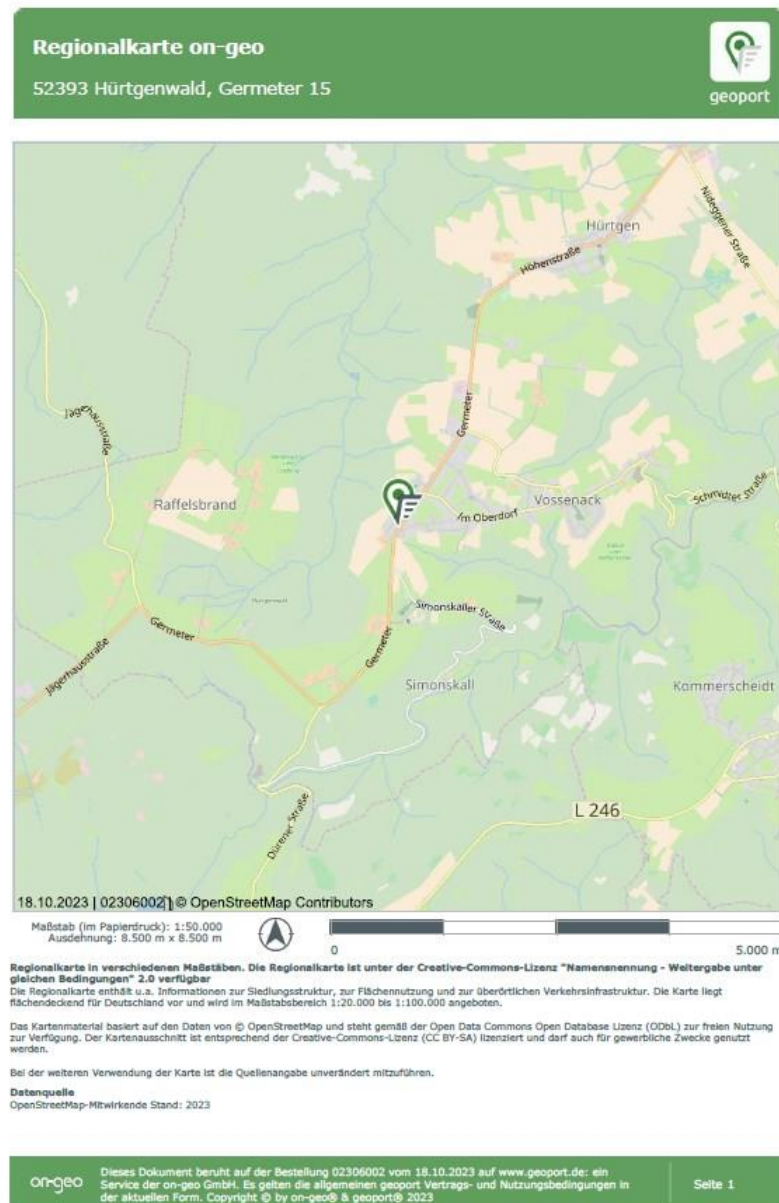 Regionalkarte on-geo
52393 Hürtgenwald, Germeter 15
geoport
Nideggener Straße
Hürtgen
Höhenstraße
Jägerhausstraße
Germeter
Raffelsbrand
Vossenack
Schmidter Straße
Im Oberdorf
Hürtgenwald
Simonskaller Straße
Germeter
Germeter
Jägerhausstraße
Simonskall
Kommerscheidt
L 246
Dürener Straße
18.10.2023 | 02306002 | © OpenStreetMap Contributors
Maßstab (im Papierdruck): 1:50.000
Ausdehnung: 8.500 m x 8.500 m
0
5.000 m
Regionalkarte in verschiedenen Maßstäben. Die Regionalkarte ist unter der Creative-Commons-Lizenz "Namensnennung - Weitergabe unter
gleichen Bedingungen" 2.0 verfügbar
Die Regionalkarte enthält u.a. Informationen zur Siedlungsstruktur, zur Flächennutzung und zur überörtlichen Verkehrsinfrastruktur. Die Karte liegt
flächendeckend für Deutschland vor und wird im Maßstabsbereich 1:20.000 bis 1:100.000 angeboten.
Das Kartenmaterial basiert auf den Daten von © OpenStreetMap und steht gemäß der Open Data Commons Open Database Lizenz (ODbL) zur freien Nutzung
zur Verfügung. Der Kartenausschnitt ist entsprechend der Creative-Commons-Lizenz (CC BY-SA) lizenziert und darf auch für gewerbliche Zwecke genutzt
werden.
Bei der weiteren Verwendung der Karte ist die Quellenangabe unverändert mitzuführen.
Datenquelle
OpenStreetMap-Mitwirkende Stand: 2023
on-geo
Dieses Dokument beruht auf der Bestellung 02306002 vom 18.10.2023 auf www.geoport.de: ein
Service der on-geo GmbH. Es gelten die allgemeinen geoport Vertrags- und Nutzungsbedingungen in
der aktuellen Form. Copyright © by on-geo® & geoport® 2023
Seite 1